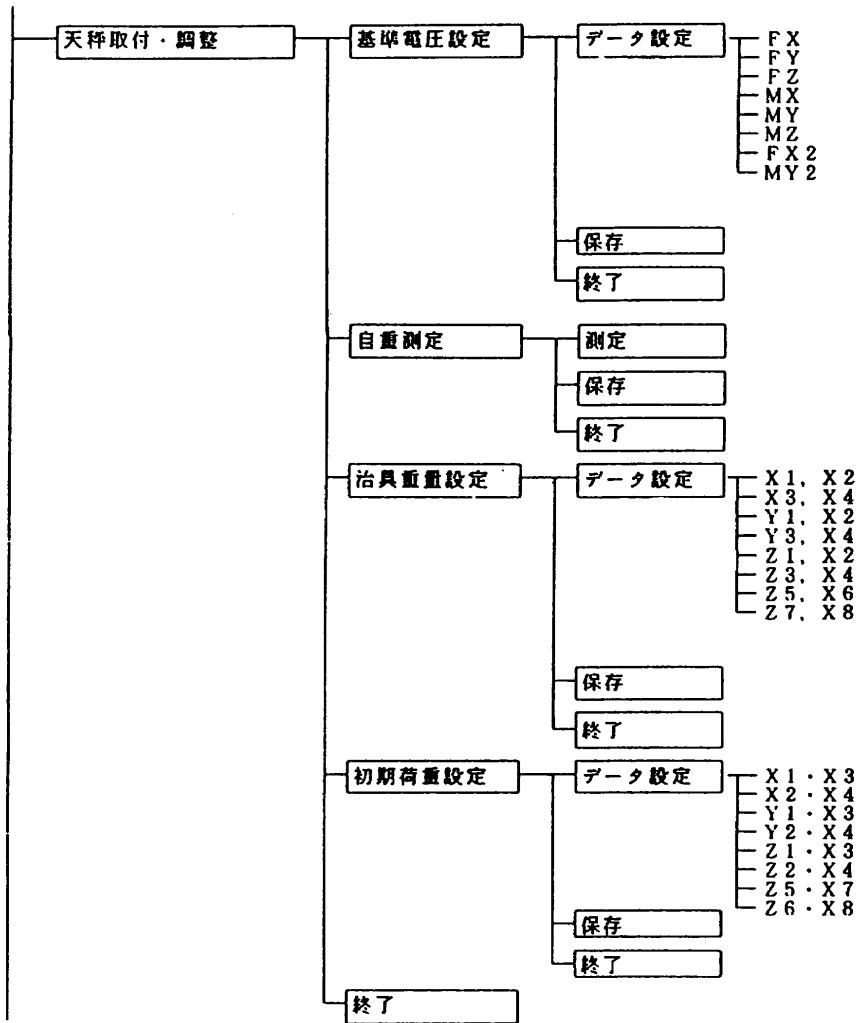 天秤取付・調整
基準電圧設定
データ設定
FX
FY
FZ
MX
MY
MZ
FX2
MY2
保存
終了
自重測定
測定
保存
終了
治具重量設定
データ設定
X1, X2
X3, X4
Y1, X2
Y3, X4
Z1, X2
Z3, X4
Z5, X6
Z7, X8
保存
終了
初期荷重設定
データ設定
X1・X3
X2・X4
Y1・X3
Y2・X4
Z1・X3
Z2・X4
Z5・X7
Z6・X8
保存
終了
終了